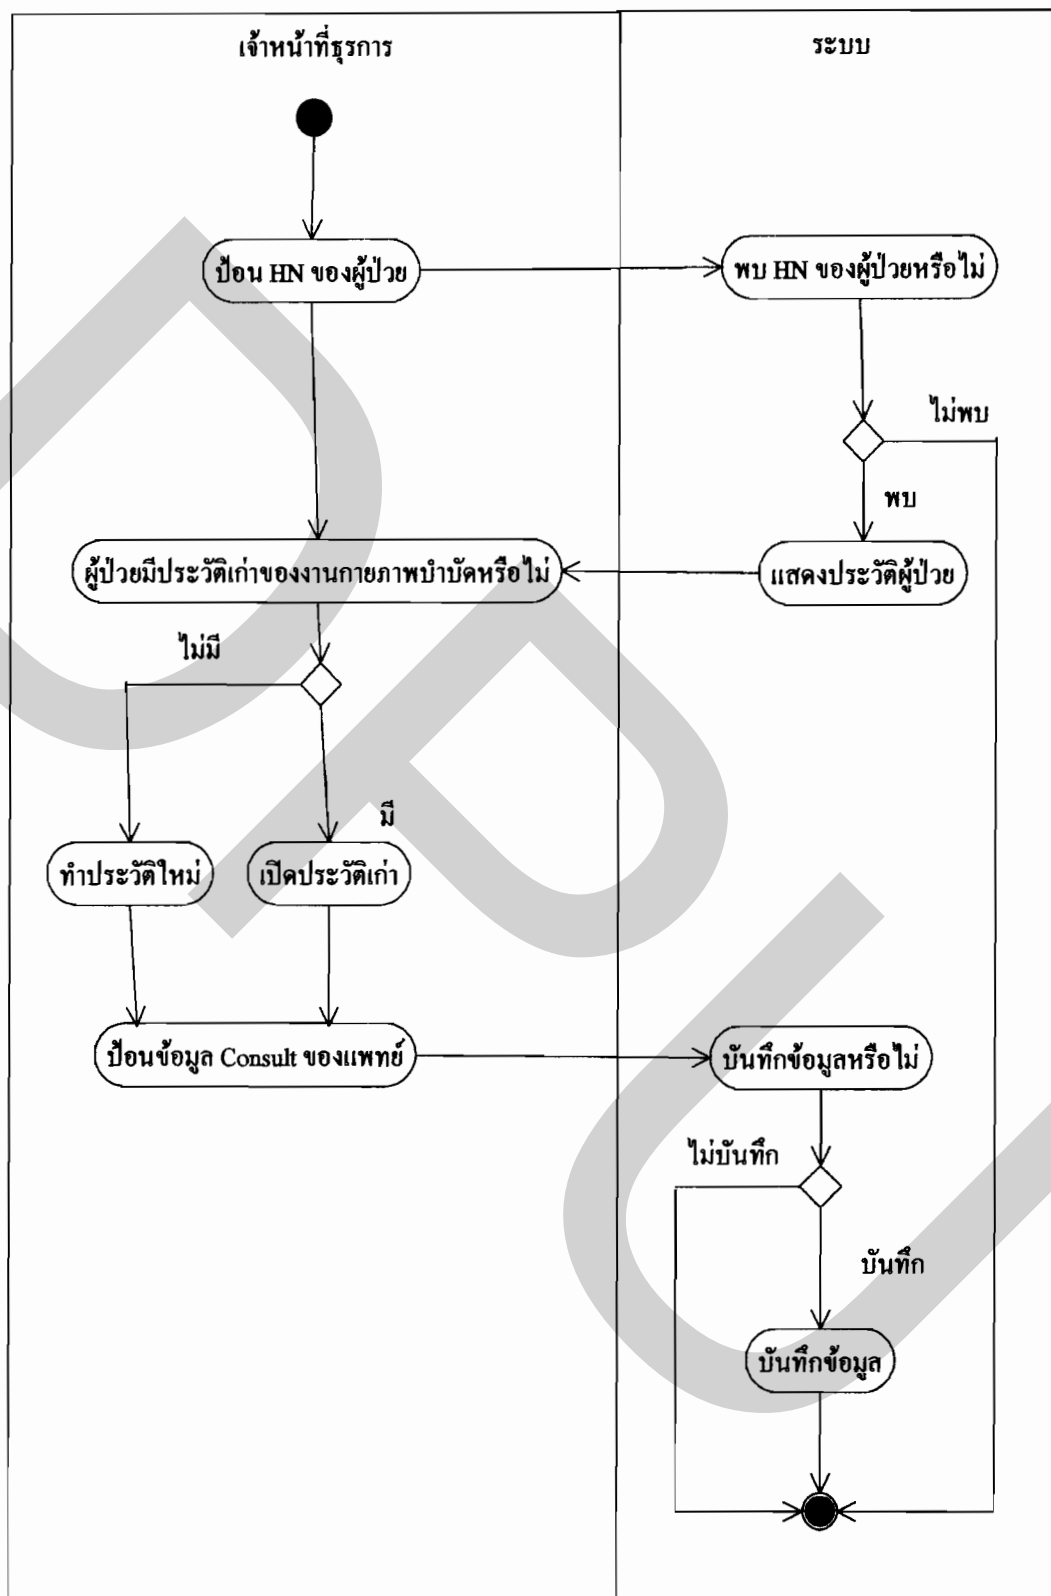 เจ้าหน้าที่ธุรการ
ระบบ
ป้อน HN ของผู้ป่วย
พบ HN ของผู้ป่วยหรือไม่
ไม่พบ
พบ
ผู้ป่วยมีประวัติเก่าของงานกายภาพบำบัดหรือไม่
แสดงประวัติผู้ป่วย
ไม่มี
มี
ทำประวัติใหม่
เปิดประวัติเก่า
ป้อนข้อมูล Consult ของแพทย์
บันทึกข้อมูลหรือไม่
ไม่บันทึก
บันทึก
บันทึกข้อมูล
DPU